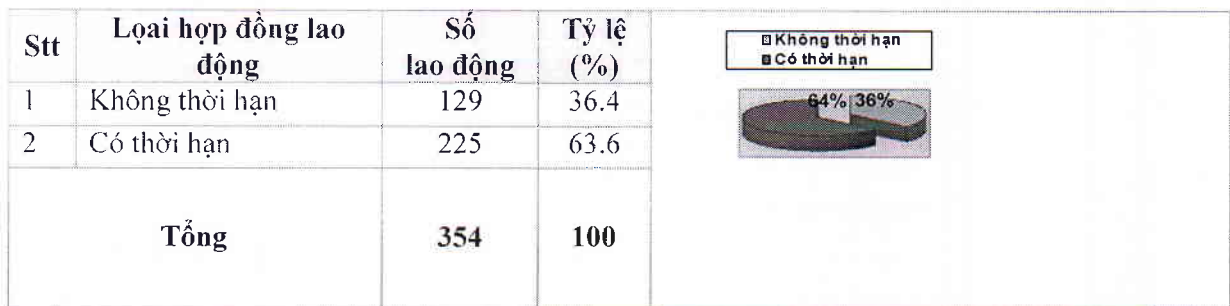 Stt Lọai hợp đồng lao động Số lao động Tỷ lệ (%)
1 Không thời hạn 129 36.4
2 Có thời hạn 225 63.6
Tổng 354 100
Không thời hạn
Có thời hạn
64% 36%